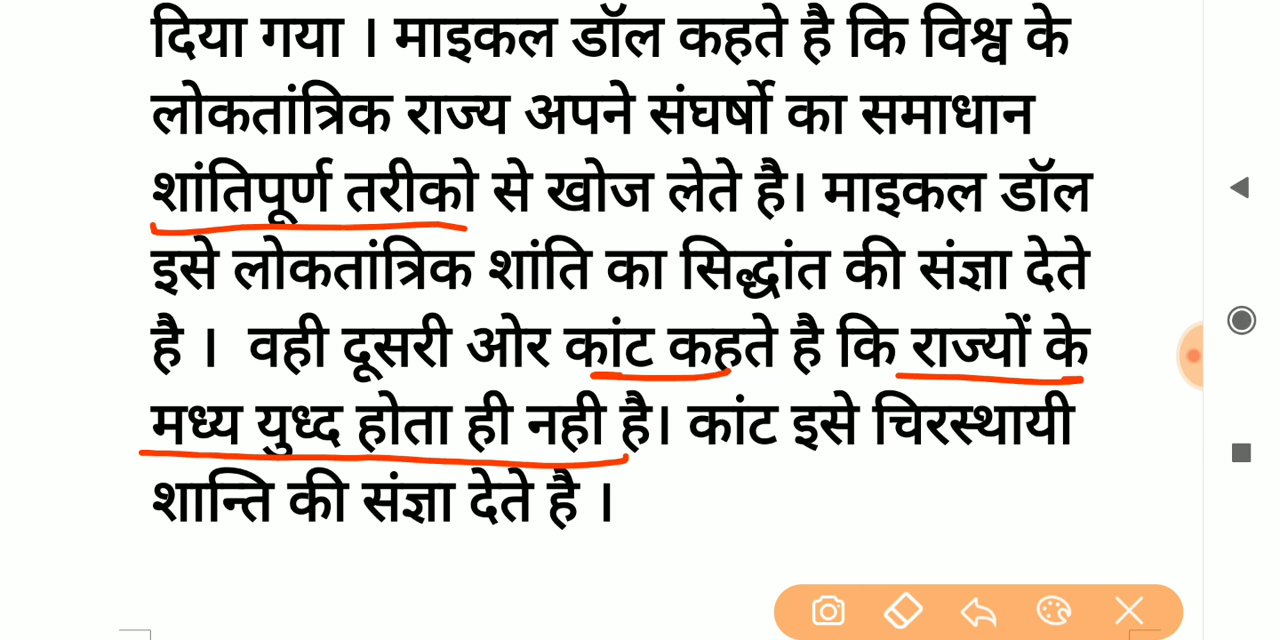 दिया गया । माइकल डॉल कहते है कि विश्व के
लोकतांत्रिक राज्य अपने संघर्षो का समाधान
शांतिपूर्ण तरीको से खोज लेते है। माइकल डॉल
इसे लोकतांत्रिक शांति का सिद्धांत की संज्ञा देते
है । वही दूसरी ओर कांट कहते है कि राज्यों के
मध्य युध्द होता ही नही है। कांट इसे चिरस्थायी
शान्ति की संज्ञा देते है ।